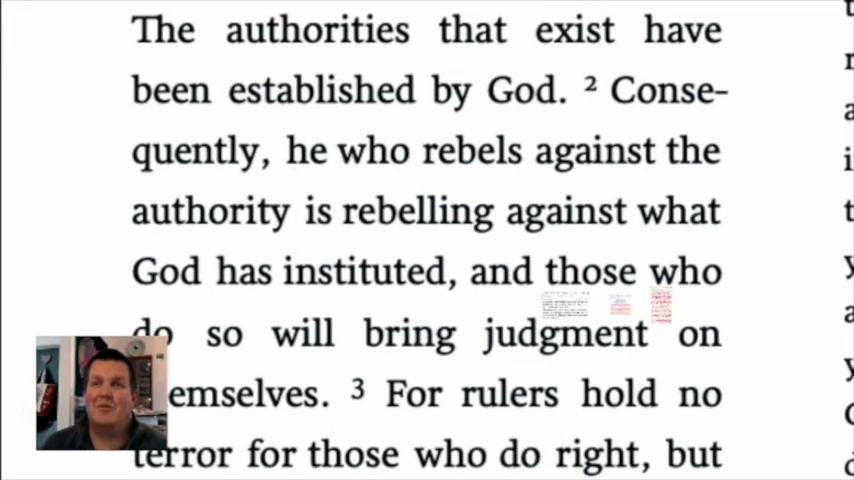 The authorities that exist have
been established by God. ² Conse-
quently, he who rebels against the
authority is rebelling against what
God has instituted, and those who
do so will bring judgment on
emselves. ³ For rulers hold no
terror for those who do right, but